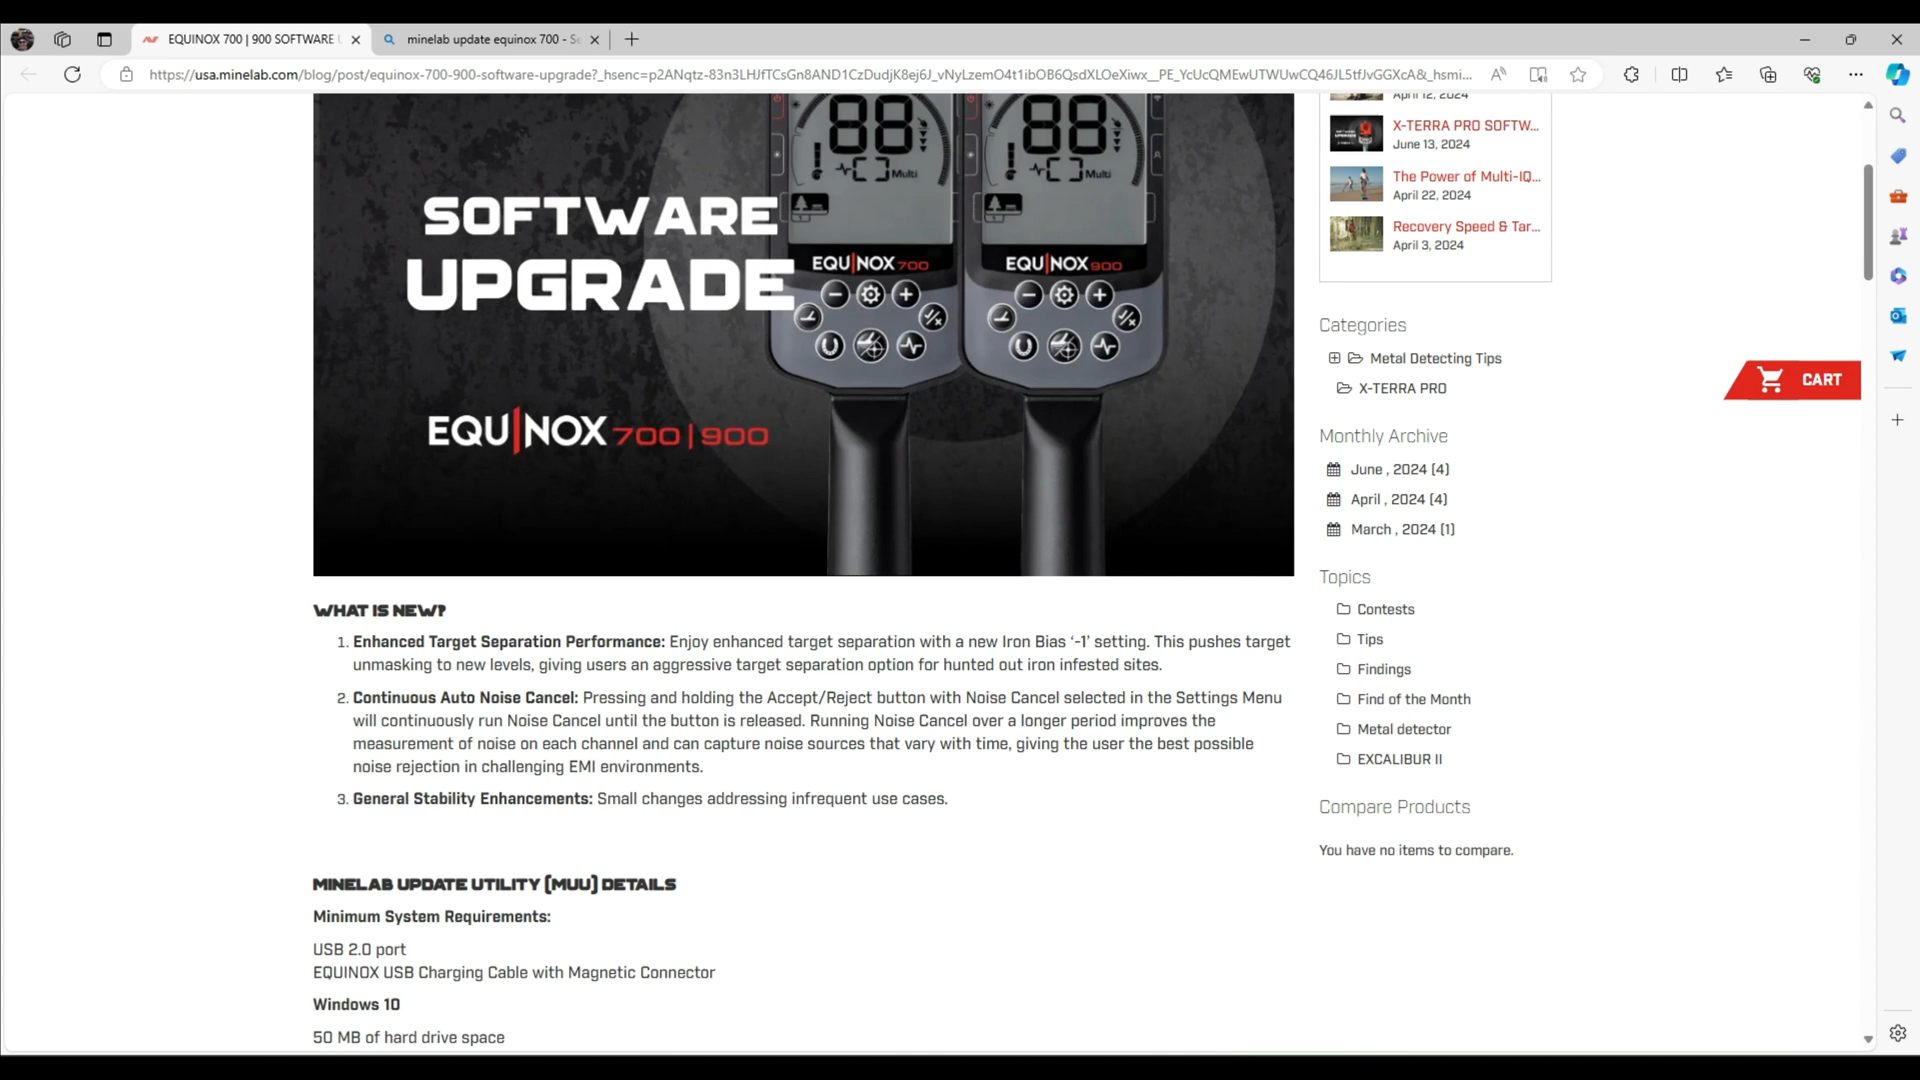 EQUINOX 700 | 900 SOFTWARE U
minelab update equinox 700 - Se
https://usa.minelab.com/blog/post/equinox-700-900-software-upgrade?_hsenc=p2ANqtz-83n3LHJfTCsGn8AND1CzDudjK8ej6J_vNyLzemO4t1ibOB6QsdXLOeXiwx__PE_YcUcQMEwUTWUwCQ46JL5tfJvGGXcA&_hsmi...
88
Multi
88
Multi
SOFTWARE
UPGRADE
EQUINOX 700
EQUINOX 900
EQUINOX 700 | 900
April 12, 2024
X-TERRA PRO SOFTW...
June 13, 2024
The Power of Multi-IQ...
April 22, 2024
Recovery Speed & Tar...
April 3, 2024
Categories
Metal Detecting Tips
X-TERRA PRO
CART
Monthly Archive
June , 2024 (4)
April , 2024 (4)
March , 2024 (1)
Topics
Contests
Tips
Findings
Find of the Month
Metal detector
EXCALIBUR II
Compare Products
You have no items to compare.
WHAT IS NEW?
1. Enhanced Target Separation Performance: Enjoy enhanced target separation with a new Iron Bias ‘-1’ setting. This pushes target
unmasking to new levels, giving users an aggressive target separation option for hunted out iron infested sites.
2. Continuous Auto Noise Cancel: Pressing and holding the Accept/Reject button with Noise Cancel selected in the Settings Menu
will continuously run Noise Cancel until the button is released. Running Noise Cancel over a longer period improves the
measurement of noise on each channel and can capture noise sources that vary with time, giving the user the best possible
noise rejection in challenging EMI environments.
3. General Stability Enhancements: Small changes addressing infrequent use cases.
MINELAB UPDATE UTILITY (MUU) DETAILS
Minimum System Requirements:
USB 2.0 port
EQUINOX USB Charging Cable with Magnetic Connector
Windows 10
50 MB of hard drive space